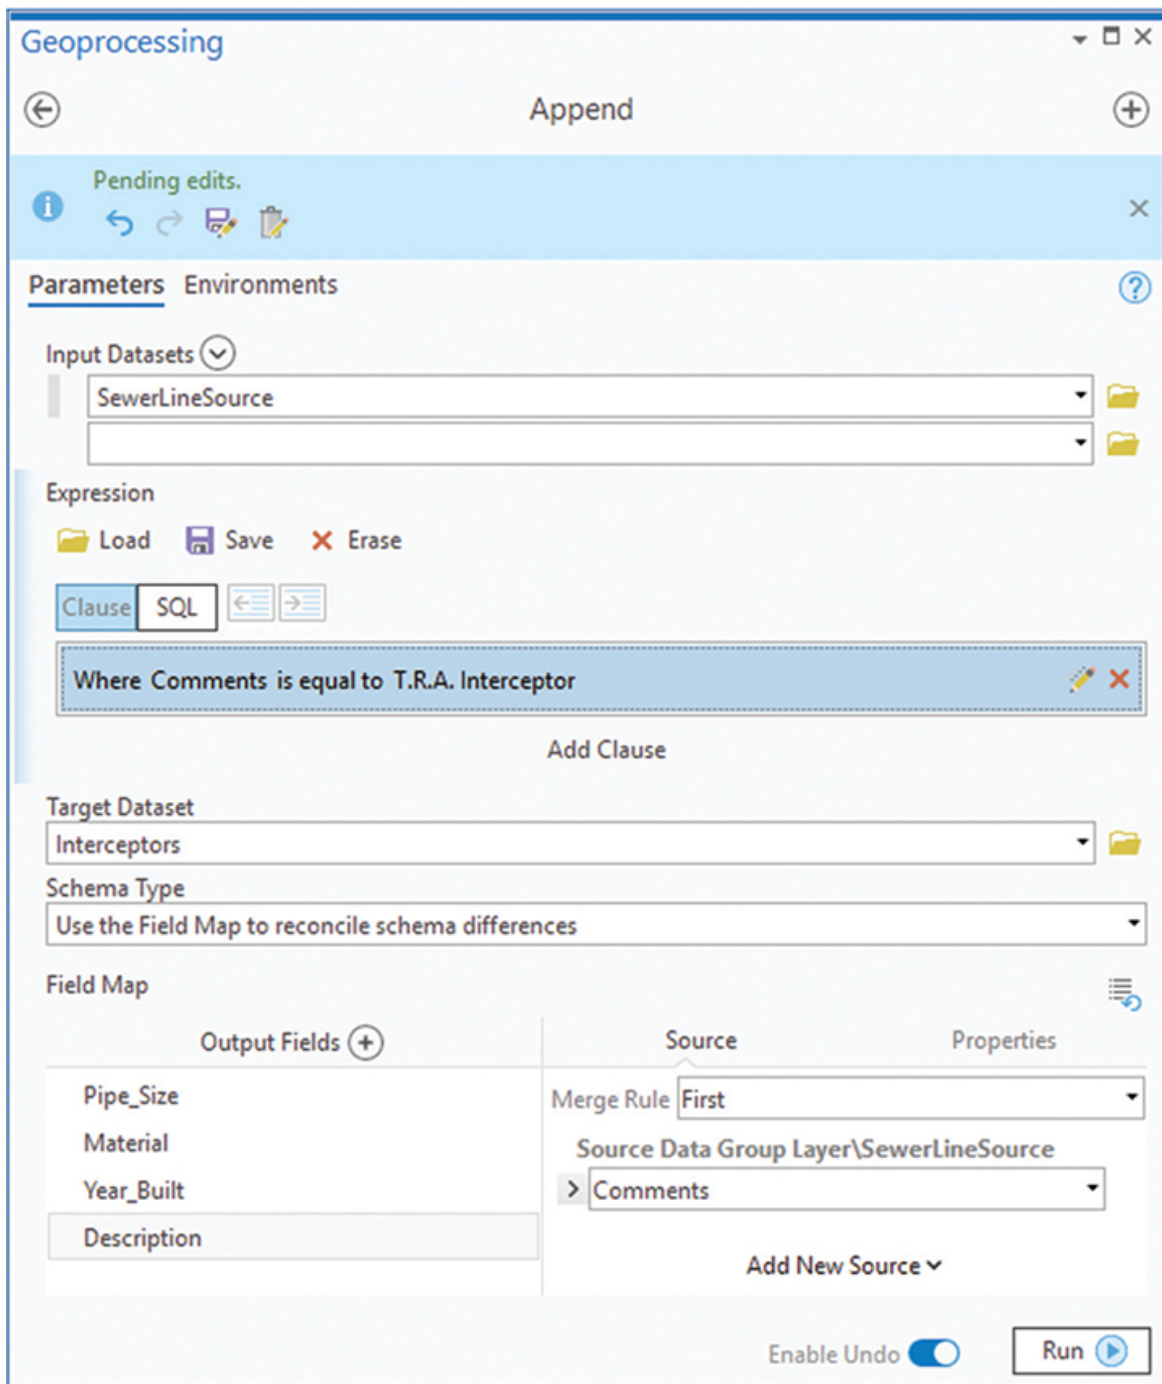 Geoprocessing
Append
Pending edits.
Parameters Environments
Input Datasets
SewerLineSource
Expression
Load Save Erase
Clause SQL
Where Comments is equal to T.R.A. Interceptor
Add Clause
Target Dataset
Interceptors
Schema Type
Use the Field Map to reconcile schema differences
Field Map
Output Fields Source Properties
Pipe_Size
Merge Rule First
Material
Source Data Group Layer\SewerLineSource
Year_Built
Comments
Description
Add New Source
Enable Undo Run